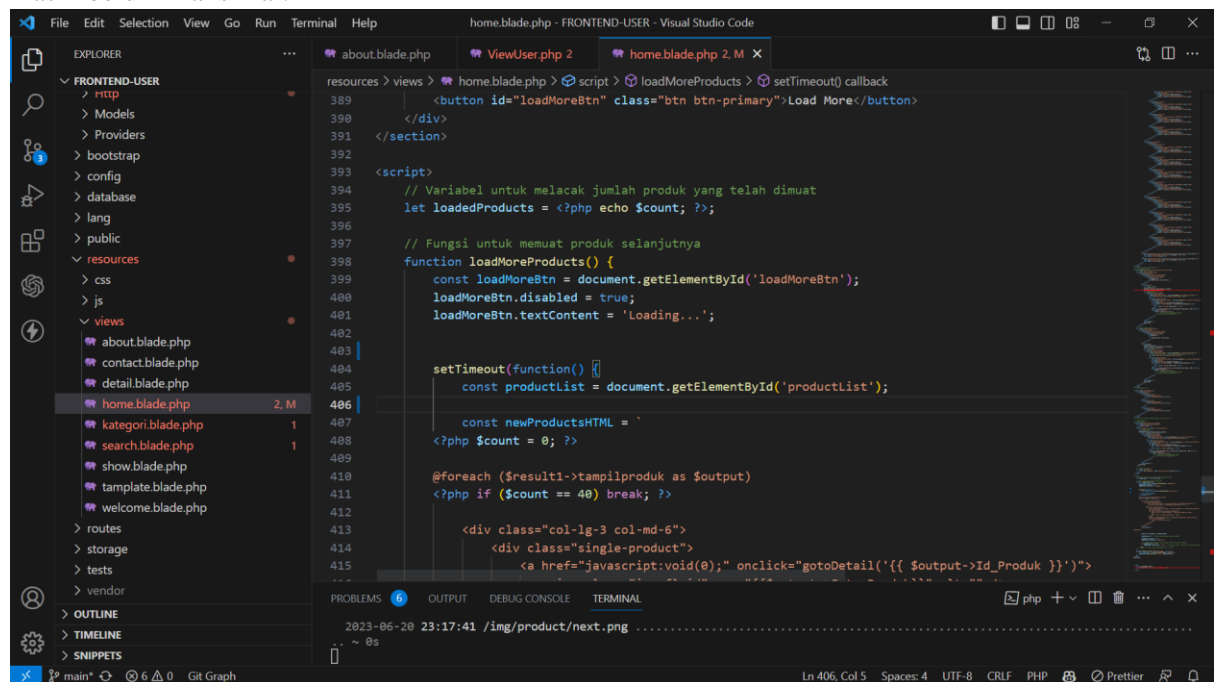 File Edit Selection View Go Run Terminal Help home.blade.php - FRONTEND-USER - Visual Studio Code
EXPLORER
about.blade.php ViewUser.php 2 home.blade.php 2, M
FRONTEND-USER
resources > views > home.blade.php > script > loadMoreProducts > setTimeout() callback
Http
Models
Providers
bootstrap
config
database
lang
public
resources
css
js
views
about.blade.php
contact.blade.php
detail.blade.php
home.blade.php 2, M
kategori.blade.php 1
search.blade.php 1
show.blade.php
tamplate.blade.php
welcome.blade.php
routes
storage
tests
vendor
OUTLINE
TIMELINE
SNIPPETS
3
389 <button id="loadMoreBtn" class="btn btn-primary">Load More</button>
390 </div>
391 </section>
392
393 <script>
394 // Variabel untuk melacak jumlah produk yang telah dimuat
395 let loadedProducts = <?php echo $count; ?>;
396
397 // Fungsi untuk memuat produk selanjutnya
398 function loadMoreProducts() {
399 const loadMoreBtn = document.getElementById('loadMoreBtn');
400 loadMoreBtn.disabled = true;
401 loadMoreBtn.textContent = 'Loading...';
402
403
404 setTimeout(function() {
405 const productList = document.getElementById('productList');
406
407 const newProductsHTML = `
408 <?php $count = 0; ?>
409
410 @foreach ($result1->tampilproduk as $output)
411 <?php if ($count == 40) break; ?>
412
413 <div class="col-lg-3 col-md-6">
414 <div class="single-product">
415 <a href="javascript:void(0);" onclick="gotoDetail('{{ $output->Id_Produk }}')">
PROBLEMS 6 OUTPUT DEBUG CONSOLE TERMINAL php
2023-06-20 23:17:41 /img/product/next.png ........................................................................
.. ~ 0s
main* 6 0 Git Graph Ln 406, Col 5 Spaces: 4 UTF-8 CRLF PHP Prettier